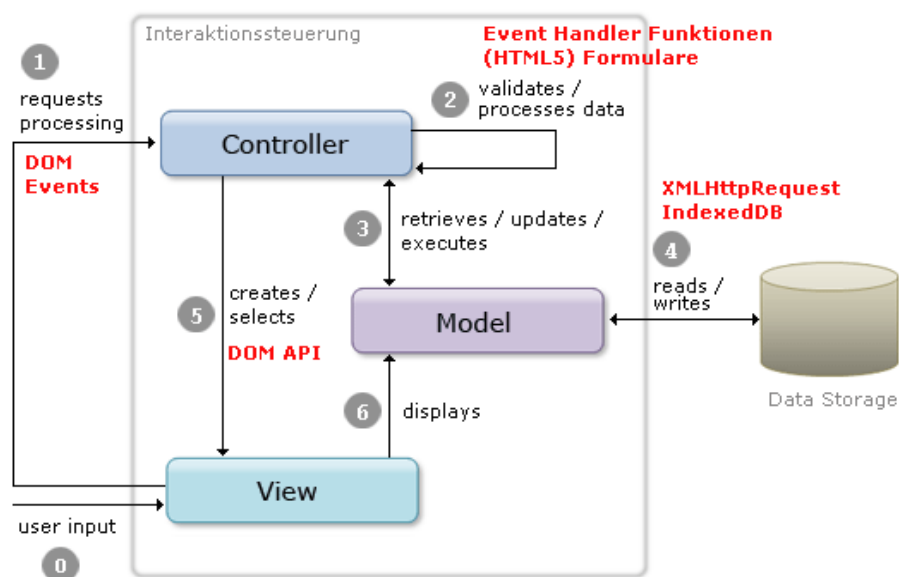 Interaktionssteuerung
Event Handler Funktionen
(HTML5) Formulare
1
requests
processing
DOM
Events
Controller
2
validates /
processes data
XMLHttpRequest
IndexedDB
3
retrieves / updates /
executes
4
reads /
writes
5
creates /
selects
DOM API
Model
Data Storage
6
displays
View
user input
0